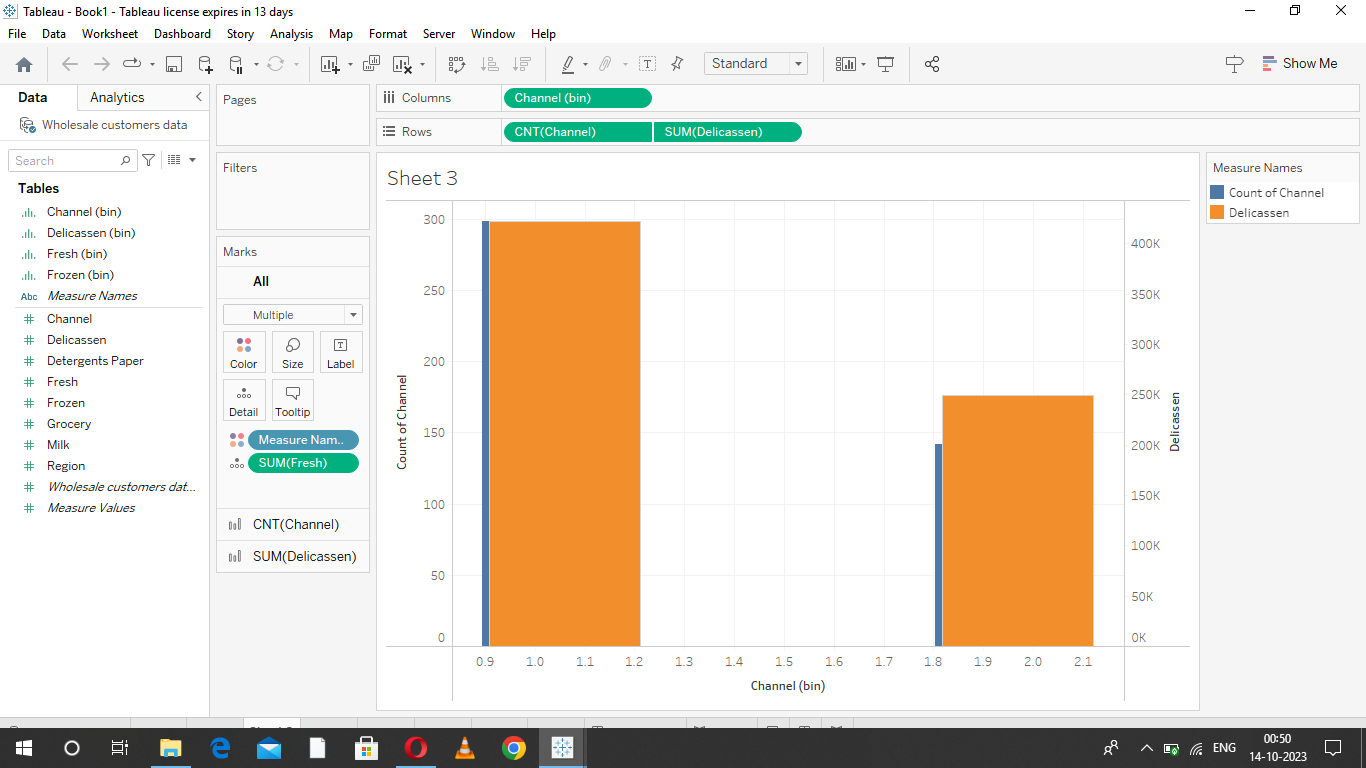 Tableau - Book1 - Tableau license expires in 13 days
File Data Worksheet Dashboard Story Analysis Map Format Server Window Help
Standard
Show Me
Data Analytics
Wholesale customers data
Search
Tables
Channel (bin)
Delicassen (bin)
Fresh (bin)
Frozen (bin)
Abc Measure Names
Channel
Delicassen
Detergents Paper
Fresh
Frozen
Grocery
Milk
Region
Wholesale customers dat...
Measure Values
Pages
Filters
Marks
All
Multiple
Color Size Label
Detail Tooltip
Measure Nam..
SUM(Fresh)
CNT(Channel)
SUM(Delicassen)
Columns Channel (bin)
Rows CNT(Channel) SUM(Delicassen)
Sheet 3
300
250
200
150
100
50
0
Count of Channel
400K
350K
300K
250K
200K
150K
100K
50K
0K
Delicassen
0.9 1.0 1.1 1.2 1.3 1.4 1.5 1.6 1.7 1.8 1.9 2.0 2.1
Channel (bin)
Measure Names
Count of Channel
Delicassen
ENG
00:50
14-10-2023